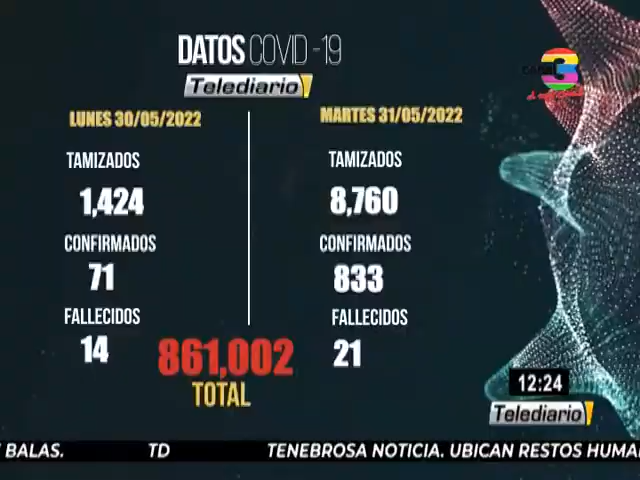 DATOS COVID -19
Telediario
LUNES 30/05/2022
TAMIZADOS
1,424
CONFIRMADOS
71
FALLECIDOS
14
MARTES 31/05/2022
TAMIZADOS
8,760
CONFIRMADOS
833
FALLECIDOS
21
861,002
TOTAL
3
12:24
Telediario
BALAS. TD TENEBROSA NOTICIA. UBICAN RESTOS HUMA